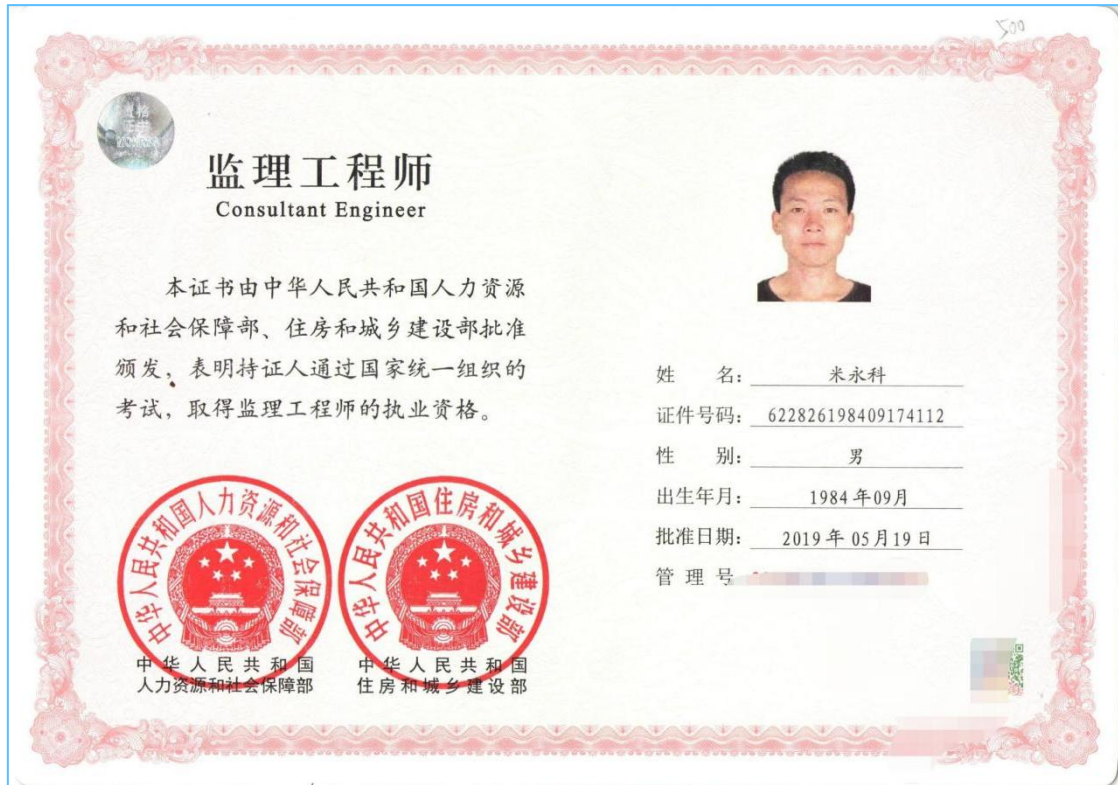 500
资格
监理工程师
Consultant Engineer
本证书由中华人民共和国人力资源
和社会保障部、住房和城乡建设部批准
颁发，表明持证人通过国家统一组织的
考试，取得监理工程师的执业资格。
中华人民共和国人力资源和社会保障部
中华人民共和国住房和城乡建设部
中华人民共和国
人力资源和社会保障部
中华人民共和国
住房和城乡建设部
姓 名： 米永科
证件号码： 622826198409174112
性 别： 男
出生年月： 1984年09月
批准日期： 2019年05月19日
管理号